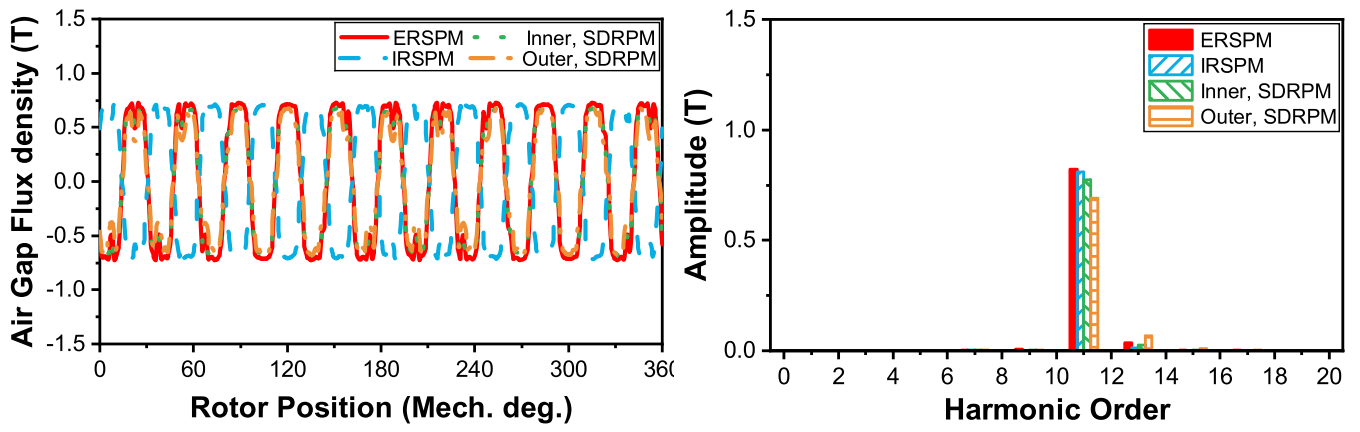 Air Gap Flux density (T)
1.5
1.0
0.5
0.0
-0.5
-1.0
-1.5
ERSPM
Inner, SDRPM
IRSPM
Outer, SDRPM
0 60 120 180 240 300 360
Rotor Position (Mech. deg.)
Amplitude (T)
1.5
1.0
0.5
0.0
ERSPM
IRSPM
Inner, SDRPM
Outer, SDRPM
0 2 4 6 8 10 12 14 16 18 20
Harmonic Order